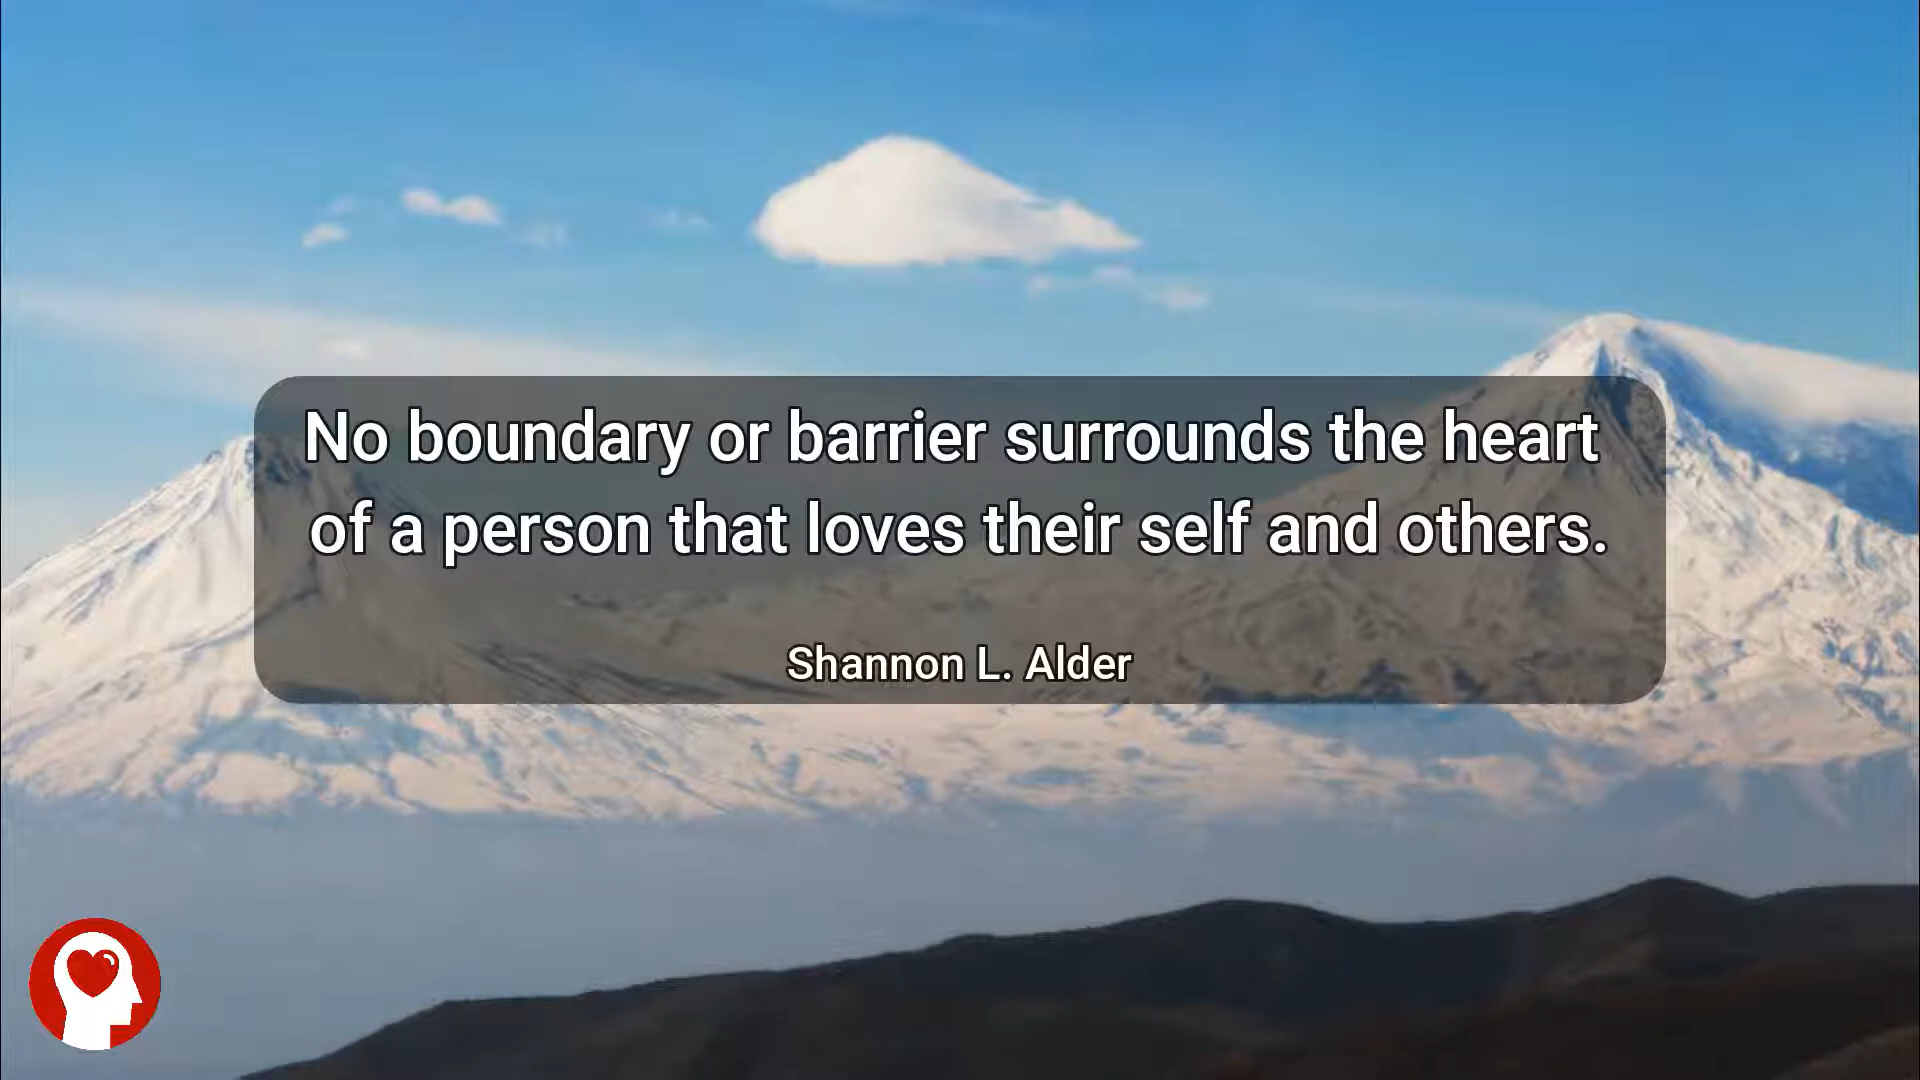 No boundary or barrier surrounds the heart
of a person that loves their self and others.
Shannon L. Alder